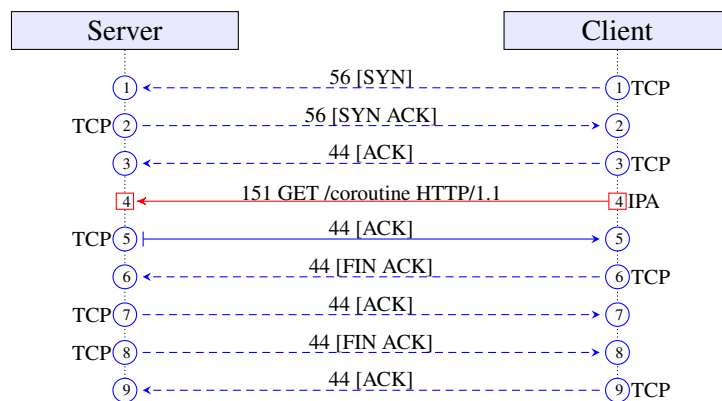 Server Client
1 56 [SYN] 1 TCP
TCP 2 56 [SYN ACK] 2
3 44 [ACK] 3 TCP
4 151 GET /coroutine HTTP/1.1 4 IPA
TCP 5 44 [ACK] 5
6 44 [FIN ACK] 6 TCP
TCP 7 44 [ACK] 7
TCP 8 44 [FIN ACK] 8
9 44 [ACK] 9 TCP